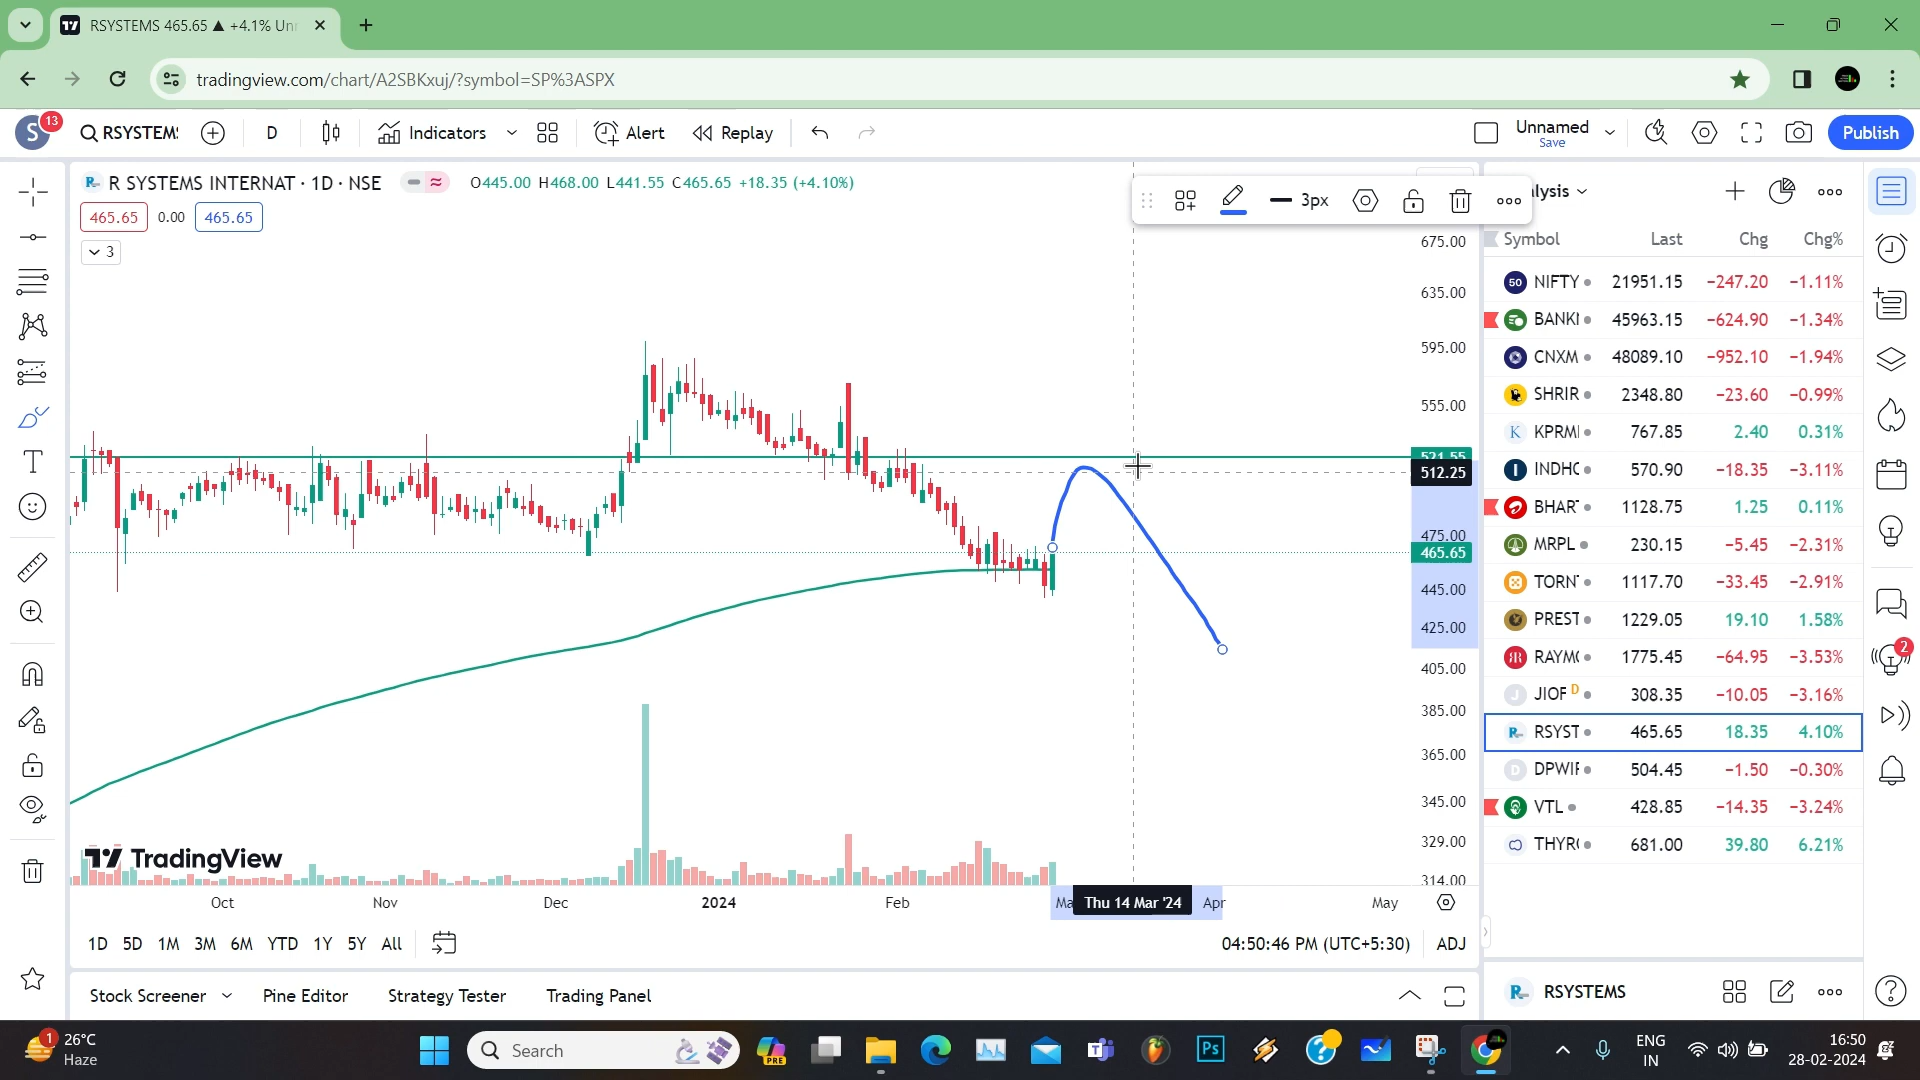 RSYSTEMS 465.65 ▲ +4.1% Unn
tradingview.com/chart/A2SBKxuj/?symbol=SP%3ASPX
S
13
RSYSTEM
D
Indicators
Alert
Replay
Unnamed
Save
Publish
R SYSTEMS INTERNAT · 1D · NSE
O445.00 H468.00 L441.55 C465.65 +18.35 (+4.10%)
465.65 0.00 465.65
3
3px
alysis
675.00
635.00
595.00
555.00
521.55
512.25
475.00
465.65
445.00
425.00
405.00
385.00
365.00
345.00
329.00
314.00
Symbol Last Chg Chg%
50 NIFTY 21951.15 −247.20 −1.11%
BANKI 45963.15 −624.90 −1.34%
CNXM 48089.10 −952.10 −1.94%
SHRIR 2348.80 −23.60 −0.99%
K KPRMI 767.85 2.40 0.31%
INDHC 570.90 −18.35 −3.11%
BHAR 1128.75 1.25 0.11%
MRPL 230.15 −5.45 −2.31%
TORN 1117.70 −33.45 −2.91%
PREST 1229.05 19.10 1.58%
RAYM 1775.45 −64.95 −3.53%
J JIOF D 308.35 −10.05 −3.16%
R RSYST 465.65 18.35 4.10%
D DPWIF 504.45 −1.50 −0.30%
VTL 428.85 −14.35 −3.24%
THYR 681.00 39.80 6.21%
2
TradingView
Oct Nov Dec 2024 Feb Ma Thu 14 Mar '24 Apr May
1D 5D 1M 3M 6M YTD 1Y 5Y All
04:50:46 PM (UTC+5:30) ADJ
Stock Screener Pine Editor Strategy Tester Trading Panel
R RSYSTEMS
1
26°C
Haze
Search
PRE
Ps
ENG
IN
16:50
28-02-2024